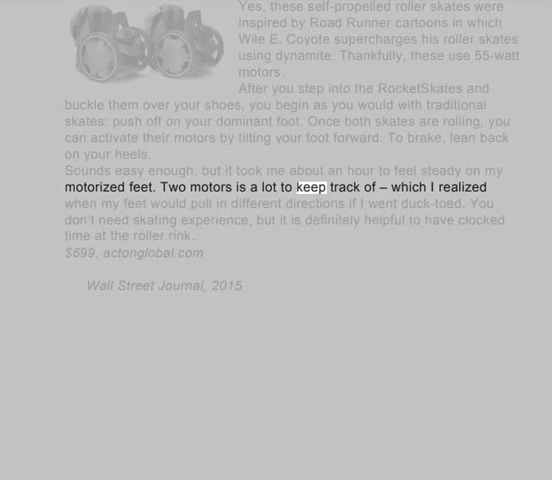 Yes, these self-propelled roller skates were
inspired by Road Runner cartoons in which
Wile E. Coyote supercharges his roller skates
using dynamite. Thankfully, these use 55-watt
motors.
After you step into the RocketSkates and
buckle them over your shoes, you begin as you would with traditional
skates: push off on your dominant foot. Once both skates are rolling, you
can activate their motors by tilting your foot forward. To brake, lean back
on your heels.
Sounds easy enough, but it took me about an hour to feel steady on my
motorized feet. Two motors is a lot to keep track of – which I realized
when my feet would pull in different directions if I went duck-toed. You
don't need skating experience, but it is definitely helpful to have clocked
time at the roller rink.
$699, actonglobal.com
Wall Street Journal, 2015